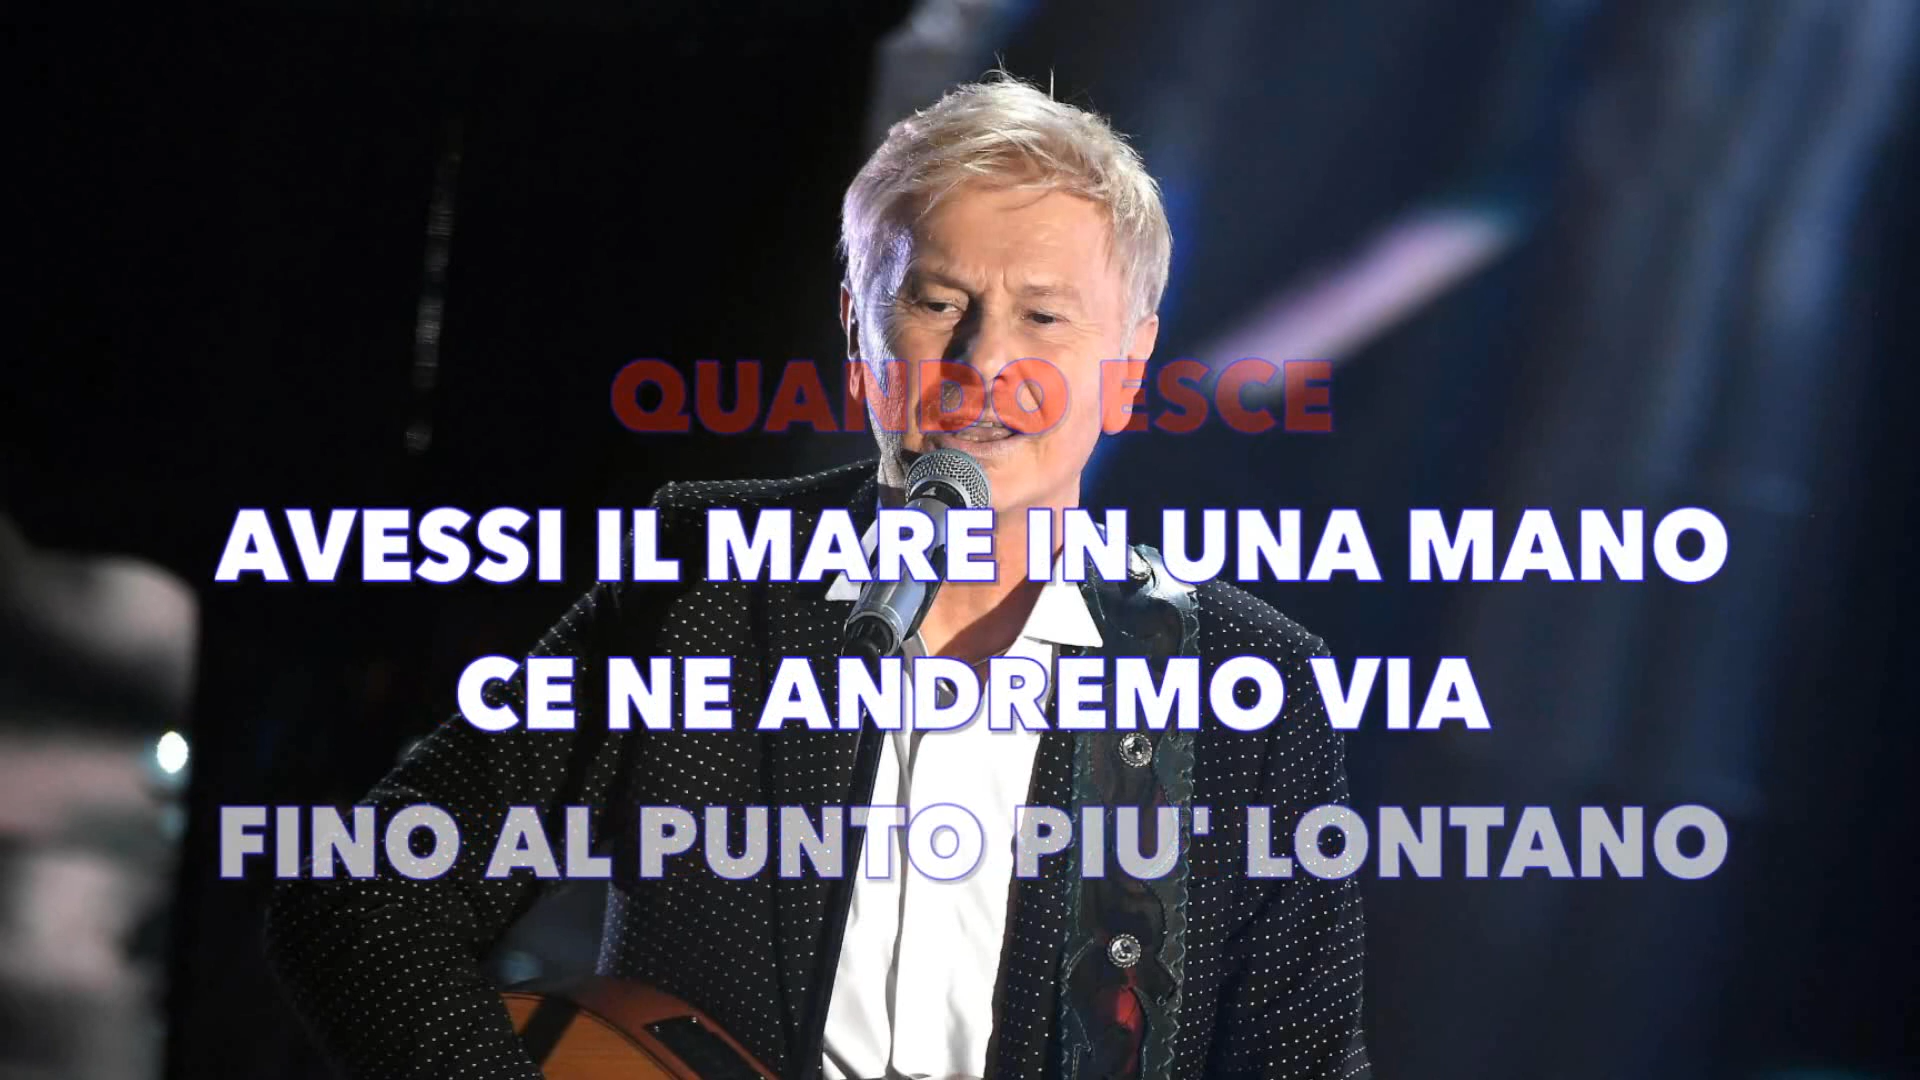 QUANDO ESCE
AVESSI IL MARE IN UNA MANO
CE NE ANDREMO VIA
FINO AL PUNTO PIU' LONTANO